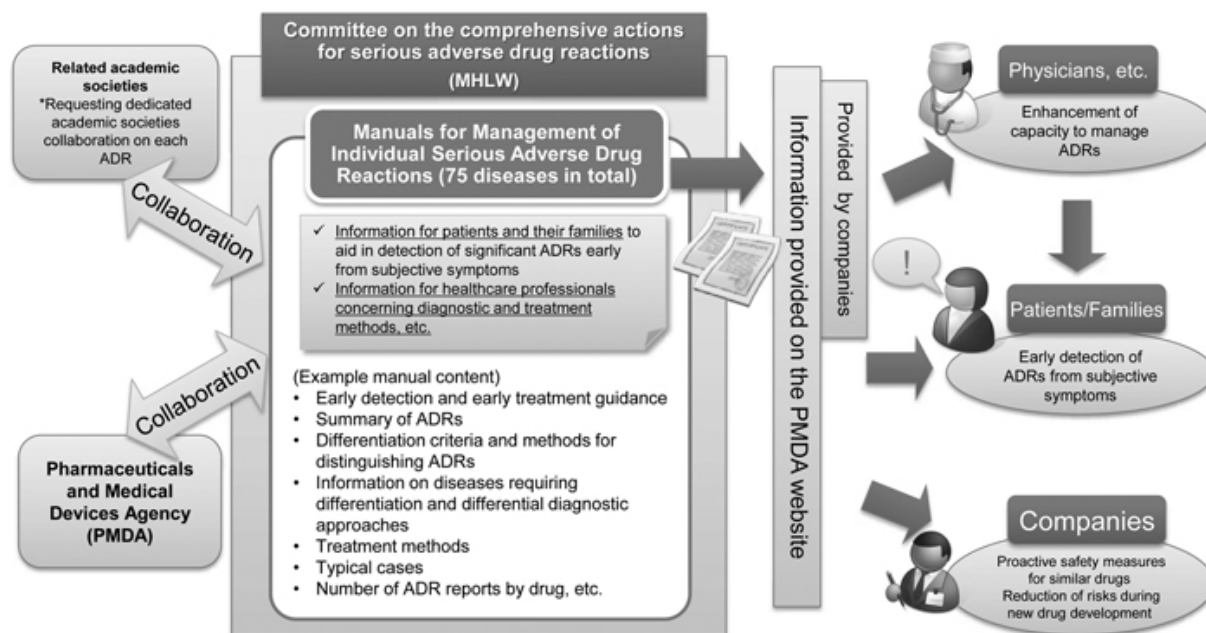 Committee on the comprehensive actions
for serious adverse drug reactions
(MHLW)
Related academic
societies
*Requesting dedicated
academic societies
collaboration on each
ADR
Collaboration
Collaboration
Pharmaceuticals
and Medical
Devices Agency
(PMDA)
Manuals for Management of
Individual Serious Adverse Drug
Reactions (75 diseases in total)
✓ Information for patients and their families to
aid in detection of significant ADRs early
from subjective symptoms
✓ Information for healthcare professionals
concerning diagnostic and treatment
methods, etc.
(Example manual content)
• Early detection and early treatment guidance
• Summary of ADRs
• Differentiation criteria and methods for
distinguishing ADRs
• Information on diseases requiring
differentiation and differential diagnostic
approaches
• Treatment methods
• Typical cases
• Number of ADR reports by drug, etc.
Information provided on the PMDA website
Provided by companies
Physicians, etc.
Enhancement of
capacity to manage
ADRs
!
Patients/Families
Early detection of
ADRs from subjective
symptoms
Companies
Proactive safety measures
for similar drugs
Reduction of risks during
new drug development